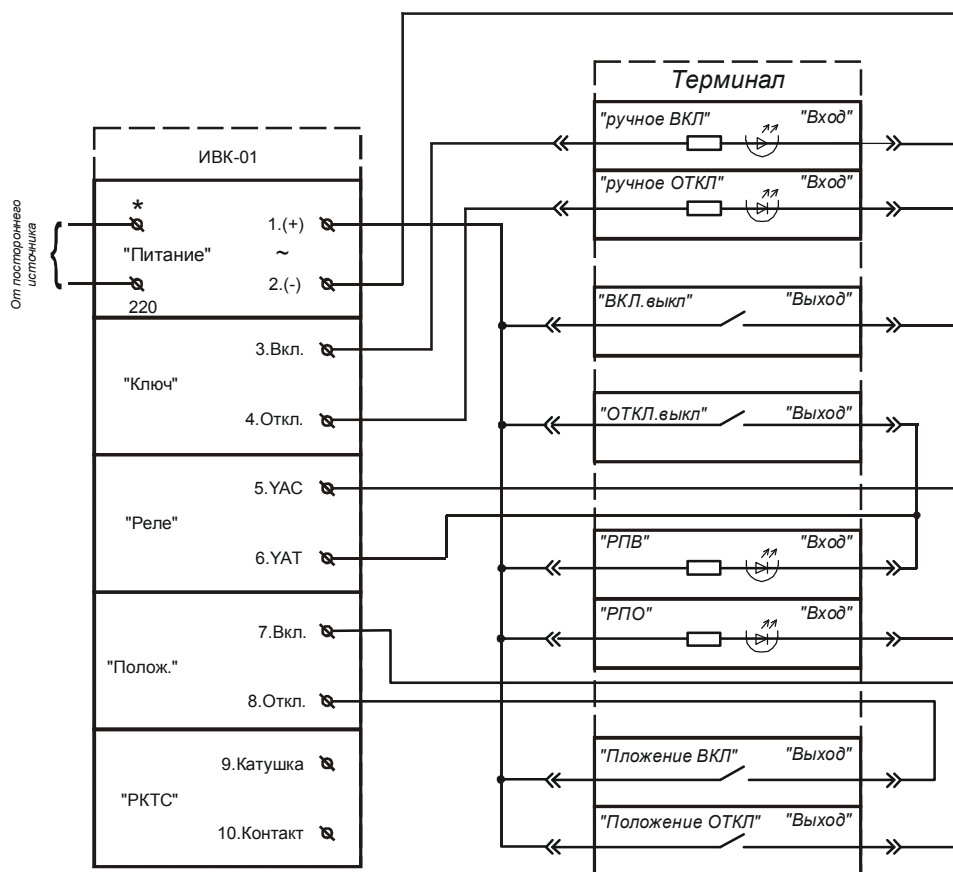 Терминал
"ручное ВКЛ" "Вход"
"ручное ОТКЛ" "Вход"
"ВКЛ.выкл" "Выход"
"ОТКЛ.выкл" "Выход"
"РПВ" "Вход"
"РПО" "Вход"
"Пложение ВКЛ" "Выход"
"Положение ОТКЛ" "Выход"
ИВК-01
От постороннего
источника
*
1.(+)
"Питание" ~
2.(-)
220
3.Вкл.
"Ключ"
4.Откл.
5.YAC
"Реле"
6.YAT
7.Вкл.
"Полож."
8.Откл.
9.Катушка
"РКТС"
10.Контакт